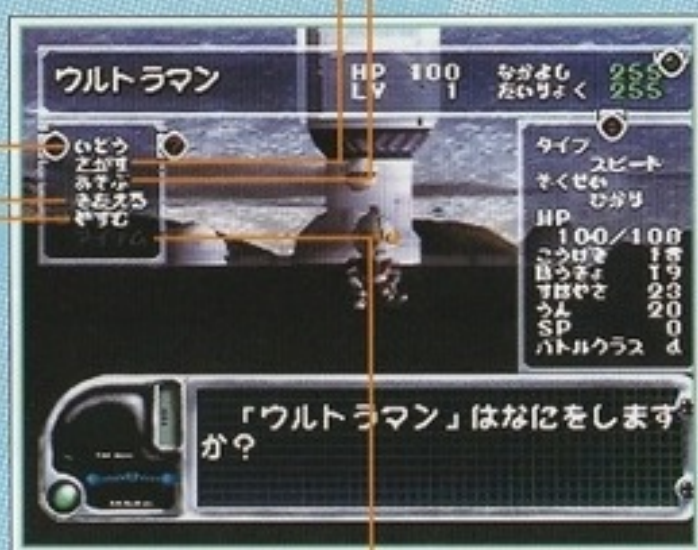 ウルトラマン
HP 100 なかよし 255
LV 1 たいりょく 255
いどう
さがす
あそぶ
きたえる
やすむ
アイテム
タイプ
スピード
ぞくせい
ひかり
HP
100/100
こうげき 18
ぼうぎょ 19
すばやさ 23
うん 20
SP 0
バトルクラス d
「ウルトラマン」はなにをします
か?